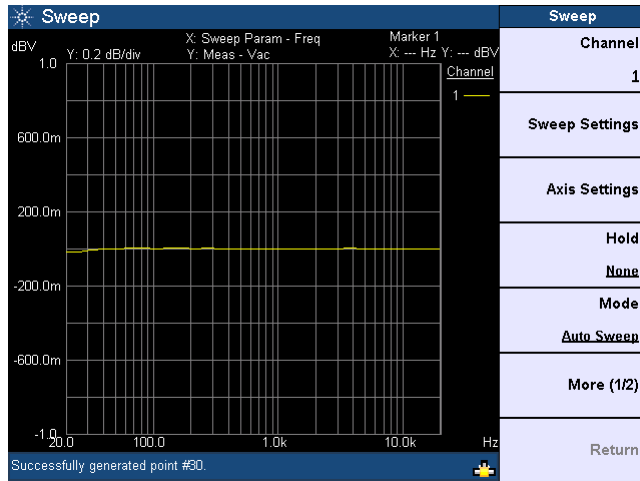 Sweep
Sweep
dBV
Y: 0.2 dB/div
X: Sweep Param - Freq
Y: Meas - Vac
Marker 1
X: --- Hz Y: --- dBV
Channel
1
1.0
600.0m
200.0m
-200.0m
-600.0m
-1.0
20.0
100.0
1.0k
10.0k
Hz
Successfully generated point #30.
Channel
1
Sweep Settings
Axis Settings
Hold
None
Mode
Auto Sweep
More (1/2)
Return